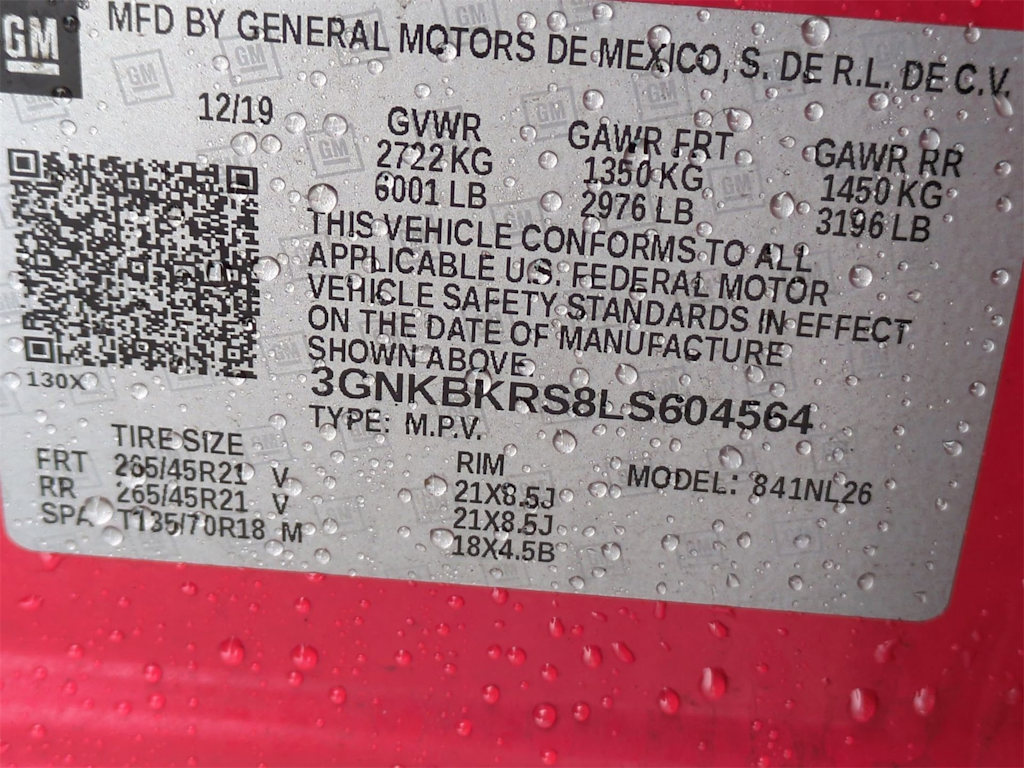 GM
MFD BY GENERAL MOTORS DE MEXICO, S. DE R.L. DE C.V.
12/19 GVWR GAWR FRT GAWR RR
2722 KG 1350 KG 1450 KG
6001 LB 2976 LB 3196 LB
THIS VEHICLE CONFORMS TO ALL
APPLICABLE U.S. FEDERAL MOTOR
VEHICLE SAFETY STANDARDS IN EFFECT
ON THE DATE OF MANUFACTURE
SHOWN ABOVE
130X
3GNKBKRS8LS604564
TYPE: M.P.V.
TIRE SIZE RIM MODEL: 841NL26
FRT 265/45R21 V 21X8.5J
RR 265/45R21 V 21X8.5J
SPA T135/70R18 M 18X4.5B